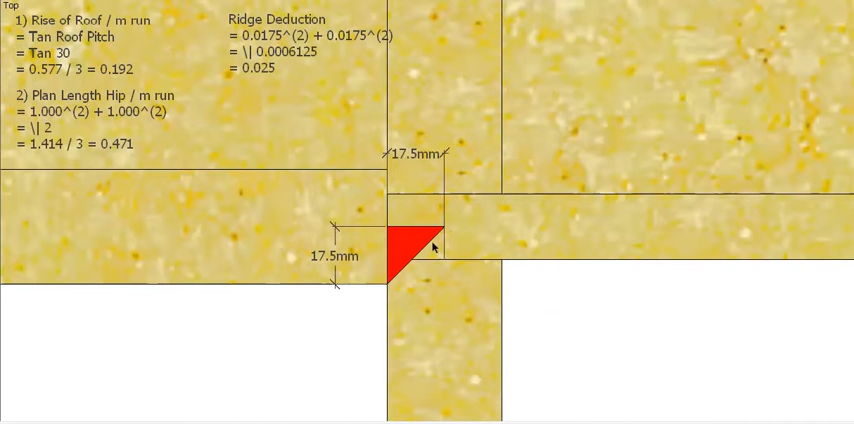 Top
1) Rise of Roof / m run
= Tan Roof Pitch
= Tan 30
= 0.577 / 3 = 0.192
2) Plan Length Hip / m run
= 1.000^(2) + 1.000^(2)
= \| 2
= 1.414 / 3 = 0.471
Ridge Deduction
= 0.0175^(2) + 0.0175^(2)
= \| 0.0006125
= 0.025
17.5mm
17.5mm